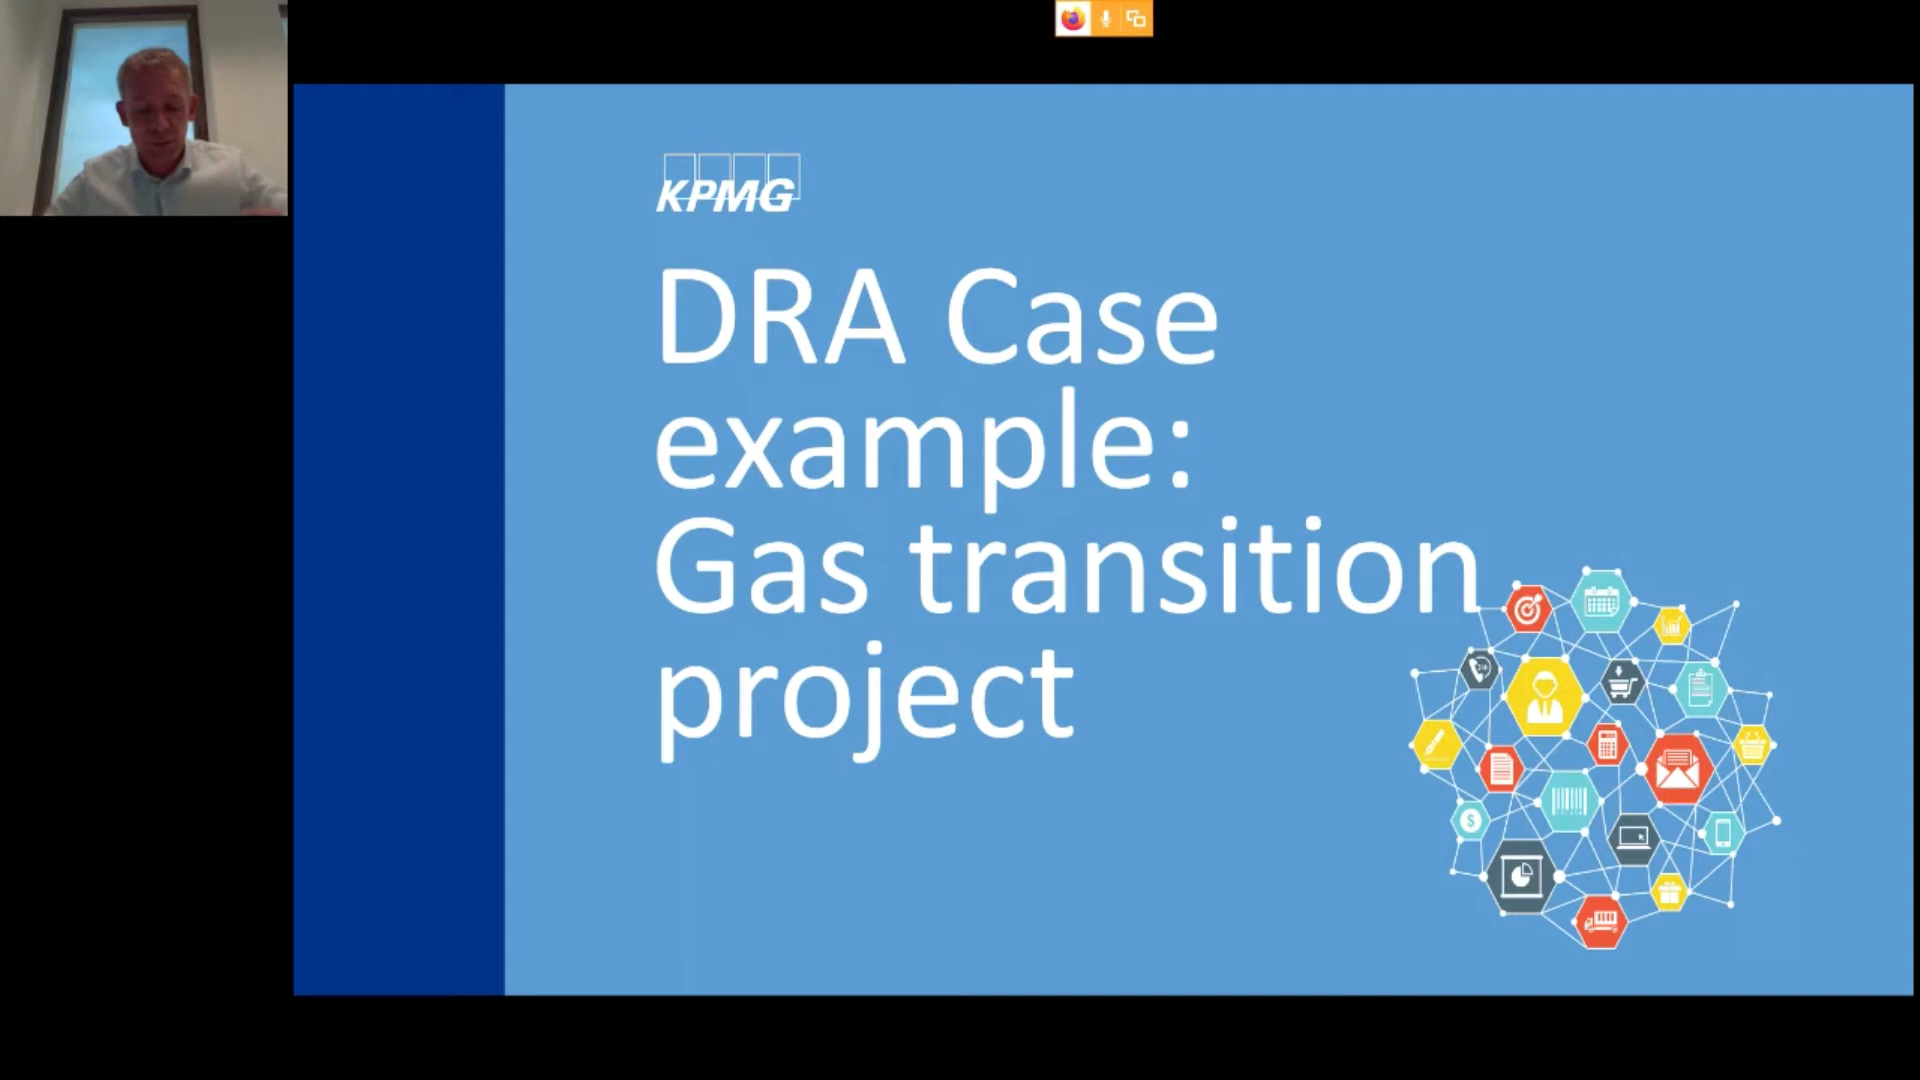 KPMG
DRA Case
example:
Gas transition
project
$